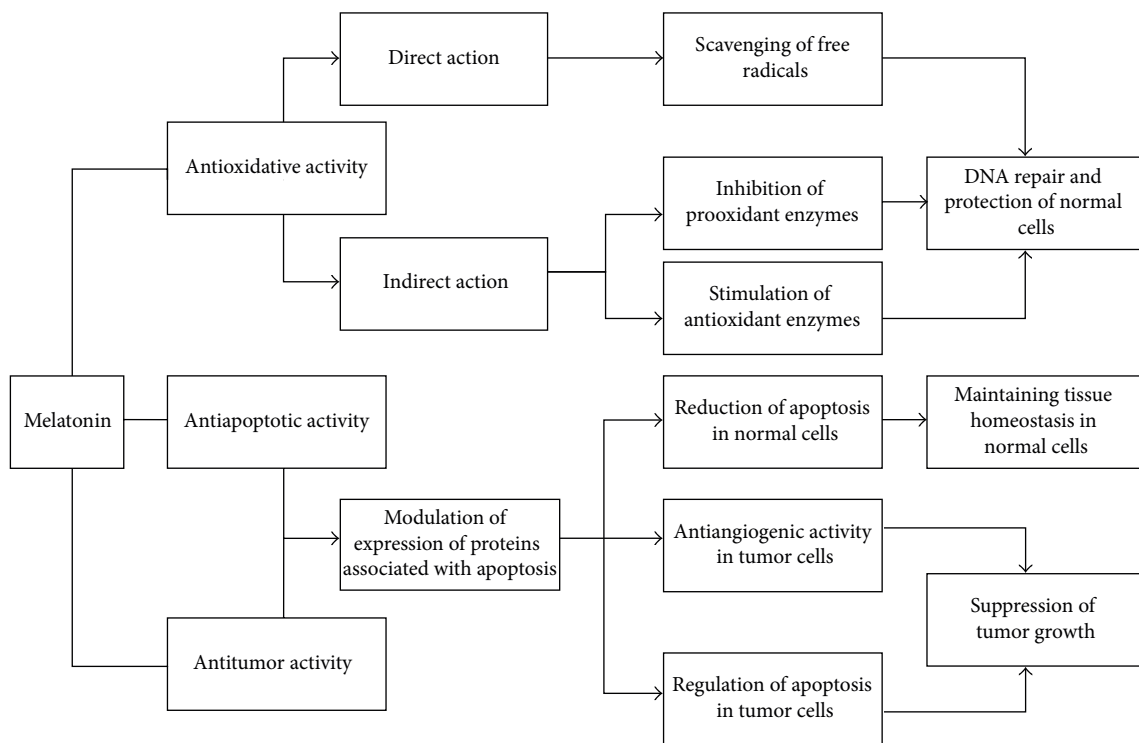 Direct action
Scavenging of free
radicals
Antioxidative activity
Inhibition of
prooxidant enzymes
DNA repair and
protection of normal
cells
Indirect action
Stimulation of
antioxidant enzymes
Melatonin
Antiapoptotic activity
Reduction of apoptosis
in normal cells
Maintaining tissue
homeostasis in
normal cells
Modulation of
expression of proteins
associated with apoptosis
Antiangiogenic activity
in tumor cells
Suppression of
tumor growth
Antitumor activity
Regulation of apoptosis
in tumor cells